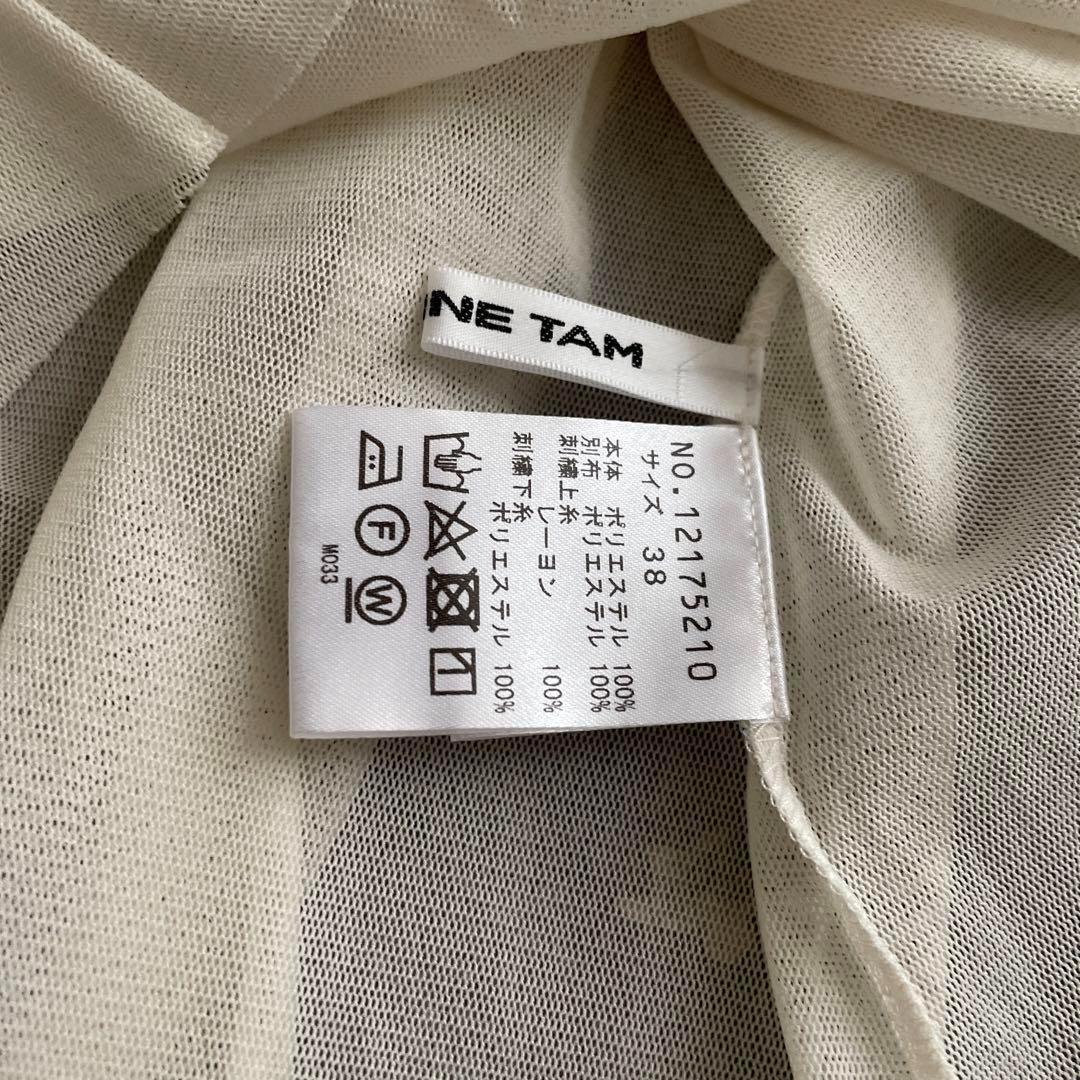 NE TAM
NO.12175210
サイズ 38
本体 ポリエステル 100%
別布 ポリエステル 100%
刺繍上糸
レーヨン 100%
刺繍下糸
ポリエステル 100%
F W
M033